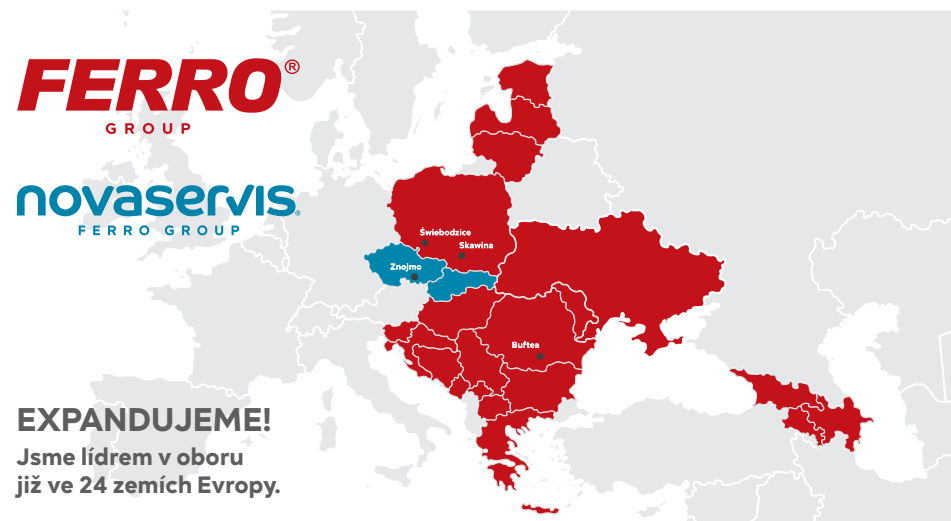 FERRO®
GROUP
novaservis®
FERRO GROUP
Świebodzice
Skawina
Znojmo
Buftea
EXPANDUJEME!
Jsme lídrem v oboru
již ve 24 zemích Evropy.